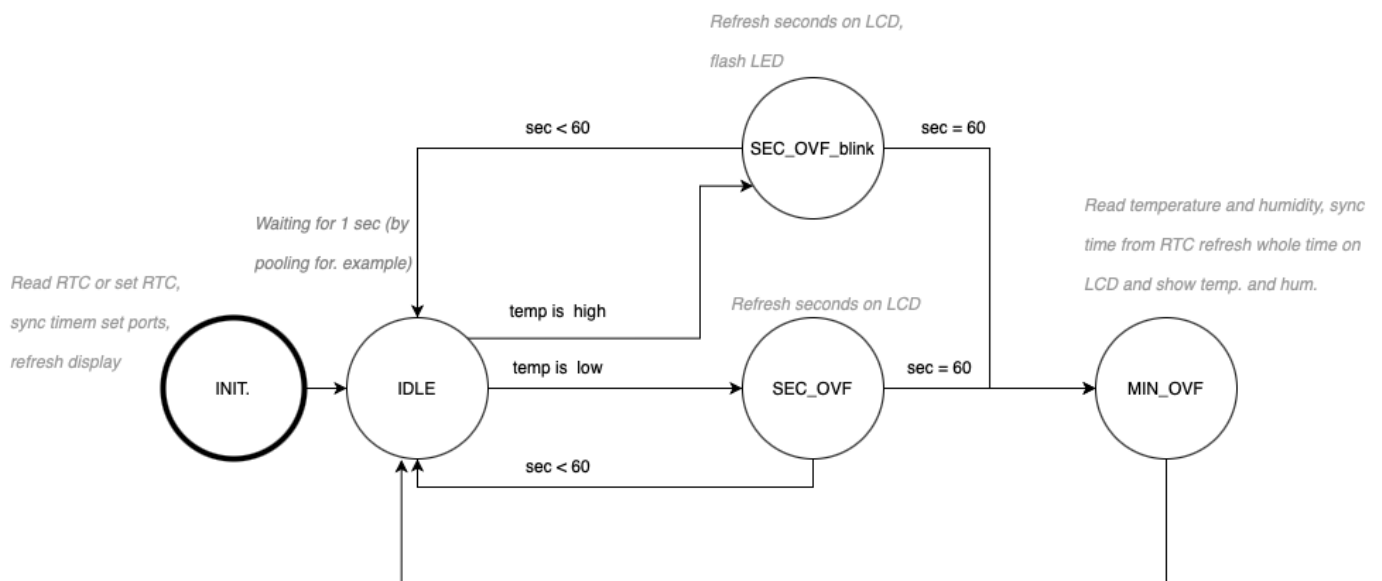 Refresh seconds on LCD,
flash LED
sec < 60
SEC_OVF_blink
sec = 60
Waiting for 1 sec (by
pooling for. example)
Read temperature and humidity, sync
time from RTC refresh whole time on
LCD and show temp. and hum.
Read RTC or set RTC,
sync timem set ports,
refresh display
temp is  high
Refresh seconds on LCD
INIT.
IDLE
temp is  low
SEC_OVF
sec = 60
MIN_OVF
sec < 60